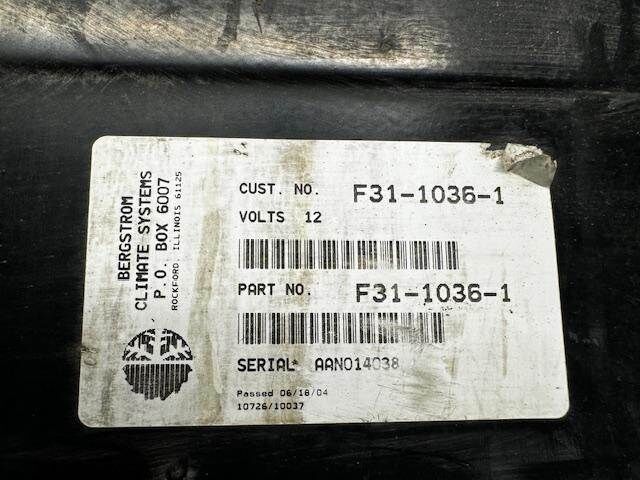 BERGSTROM
CLIMATE SYSTEMS
P.O. BOX 6007
ROCKFORD, ILLINOIS 61125
CUST. NO. F31-1036-1
VOLTS 12
PART NO. F31-1036-1
SERIAL AAN014038
Passed 06/18/04
10726/10037